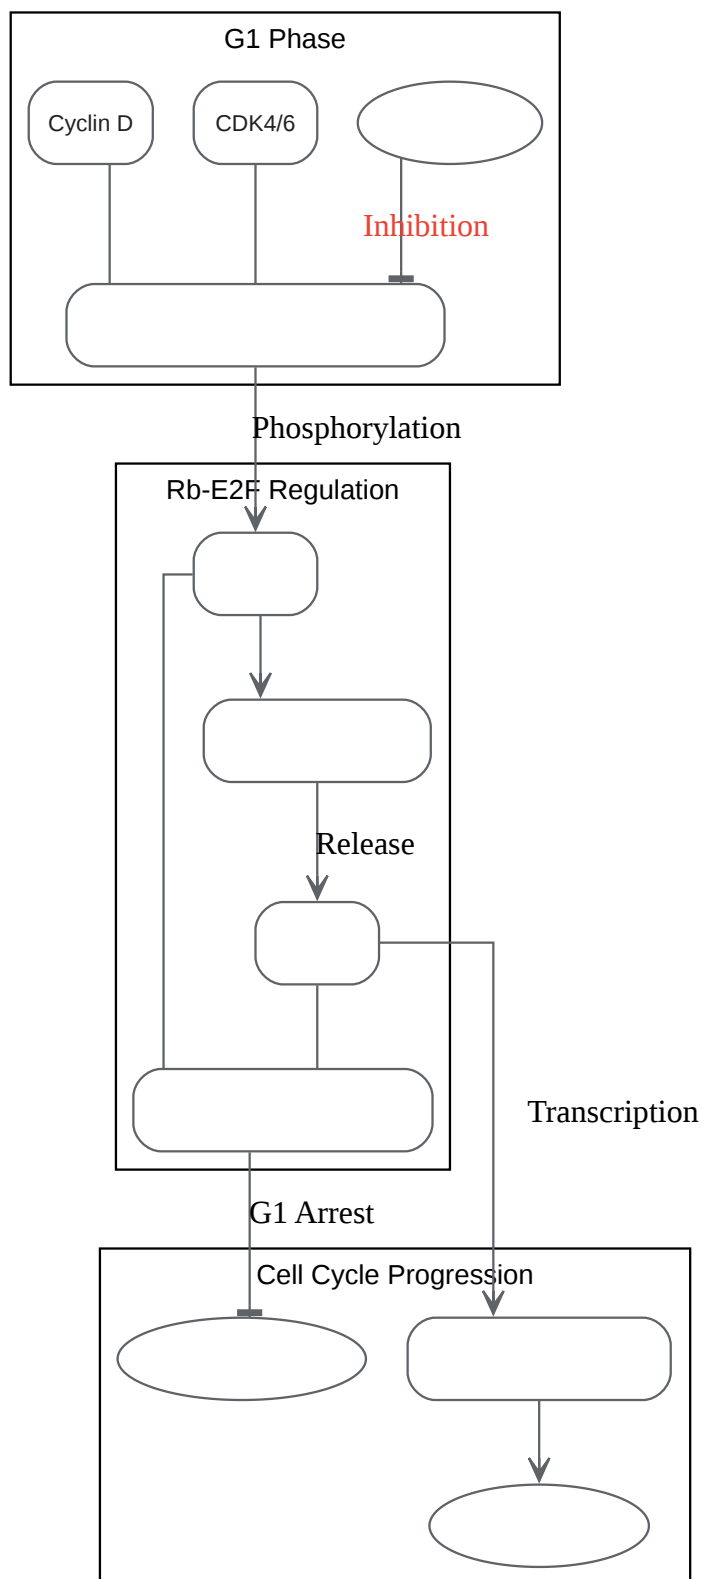 G1 Phase
Cyclin D
CDK4/6
Inhibition
Phosphorylation
Rb-E2F Regulation
Release
Transcription
G1 Arrest
Cell Cycle Progression